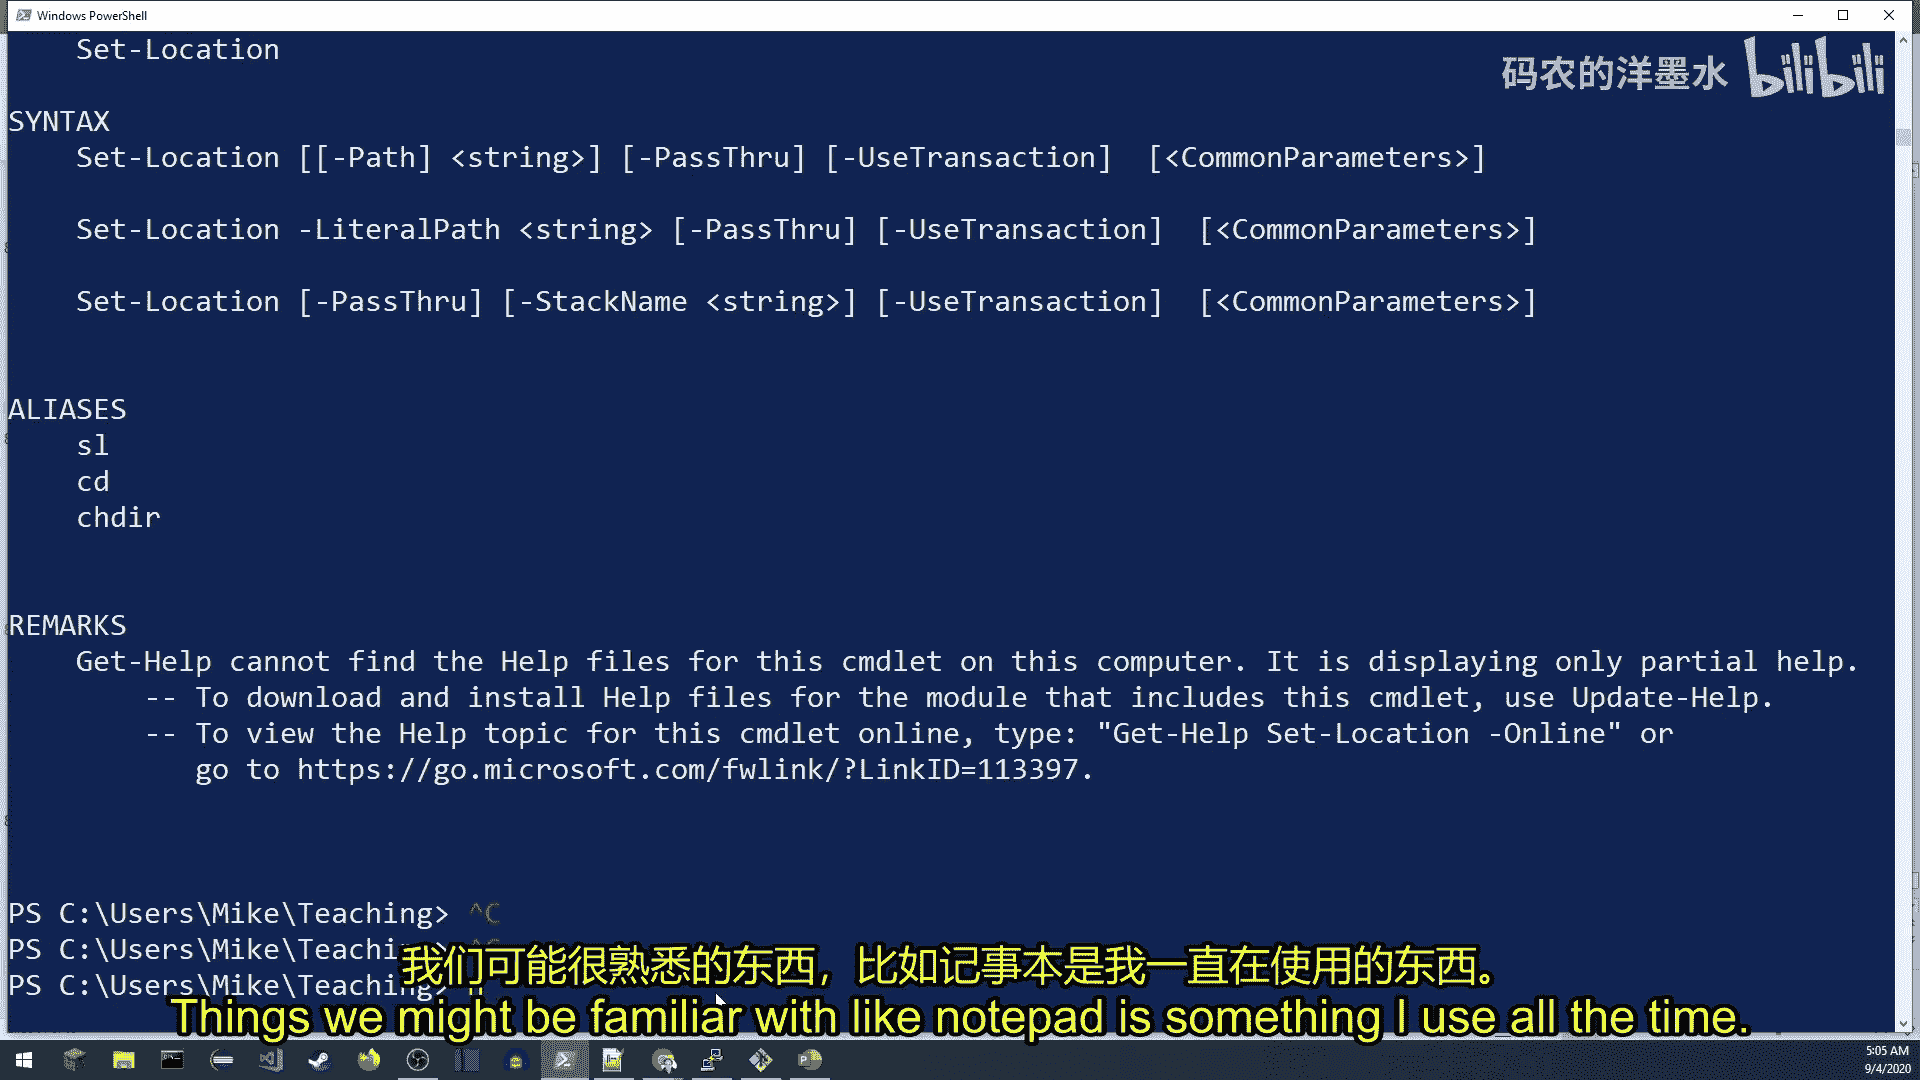 Windows PowerShell
Set-Location
码农的洋墨水 bilibili
SYNTAX
Set-Location [[-Path] <string>] [-PassThru] [-UseTransaction]  [<CommonParameters>]
Set-Location -LiteralPath <string> [-PassThru] [-UseTransaction]  [<CommonParameters>]
Set-Location [-PassThru] [-StackName <string>] [-UseTransaction]  [<CommonParameters>]
ALIASES
sl
cd
chdir
REMARKS
Get-Help cannot find the Help files for this cmdlet on this computer. It is displaying only partial help.
-- To download and install Help files for the module that includes this cmdlet, use Update-Help.
-- To view the Help topic for this cmdlet online, type: "Get-Help Set-Location -Online" or
go to https://go.microsoft.com/fwlink/?LinkID=113397.
PS C:\Users\Mike\Teaching> ^C
PS C:\Users\Mike\Teaching>
PS C:\Users\Mike\Teaching>
我们可能很熟悉的东西，比如记事本是我一直在使用的东西。
Things we might be familiar with like notepad is something I use all the time.
5:05 AM
9/4/2020